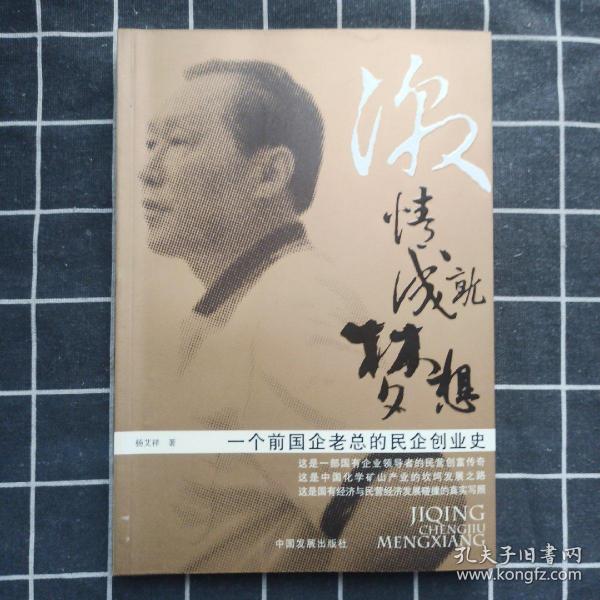 激
情
成就
梦想
杨艾祥 著
一个前国企老总的民企创业史
这是一部国有企业领导者的民营创富传奇
这是中国化学矿山产业的坎坷发展之路
这是国有经济与民营经济发展碰撞的真实写照
JIQING
CHENGJIU
MENGXIANG
中国发展出版社
孔夫子旧书网
www.kongfz.com